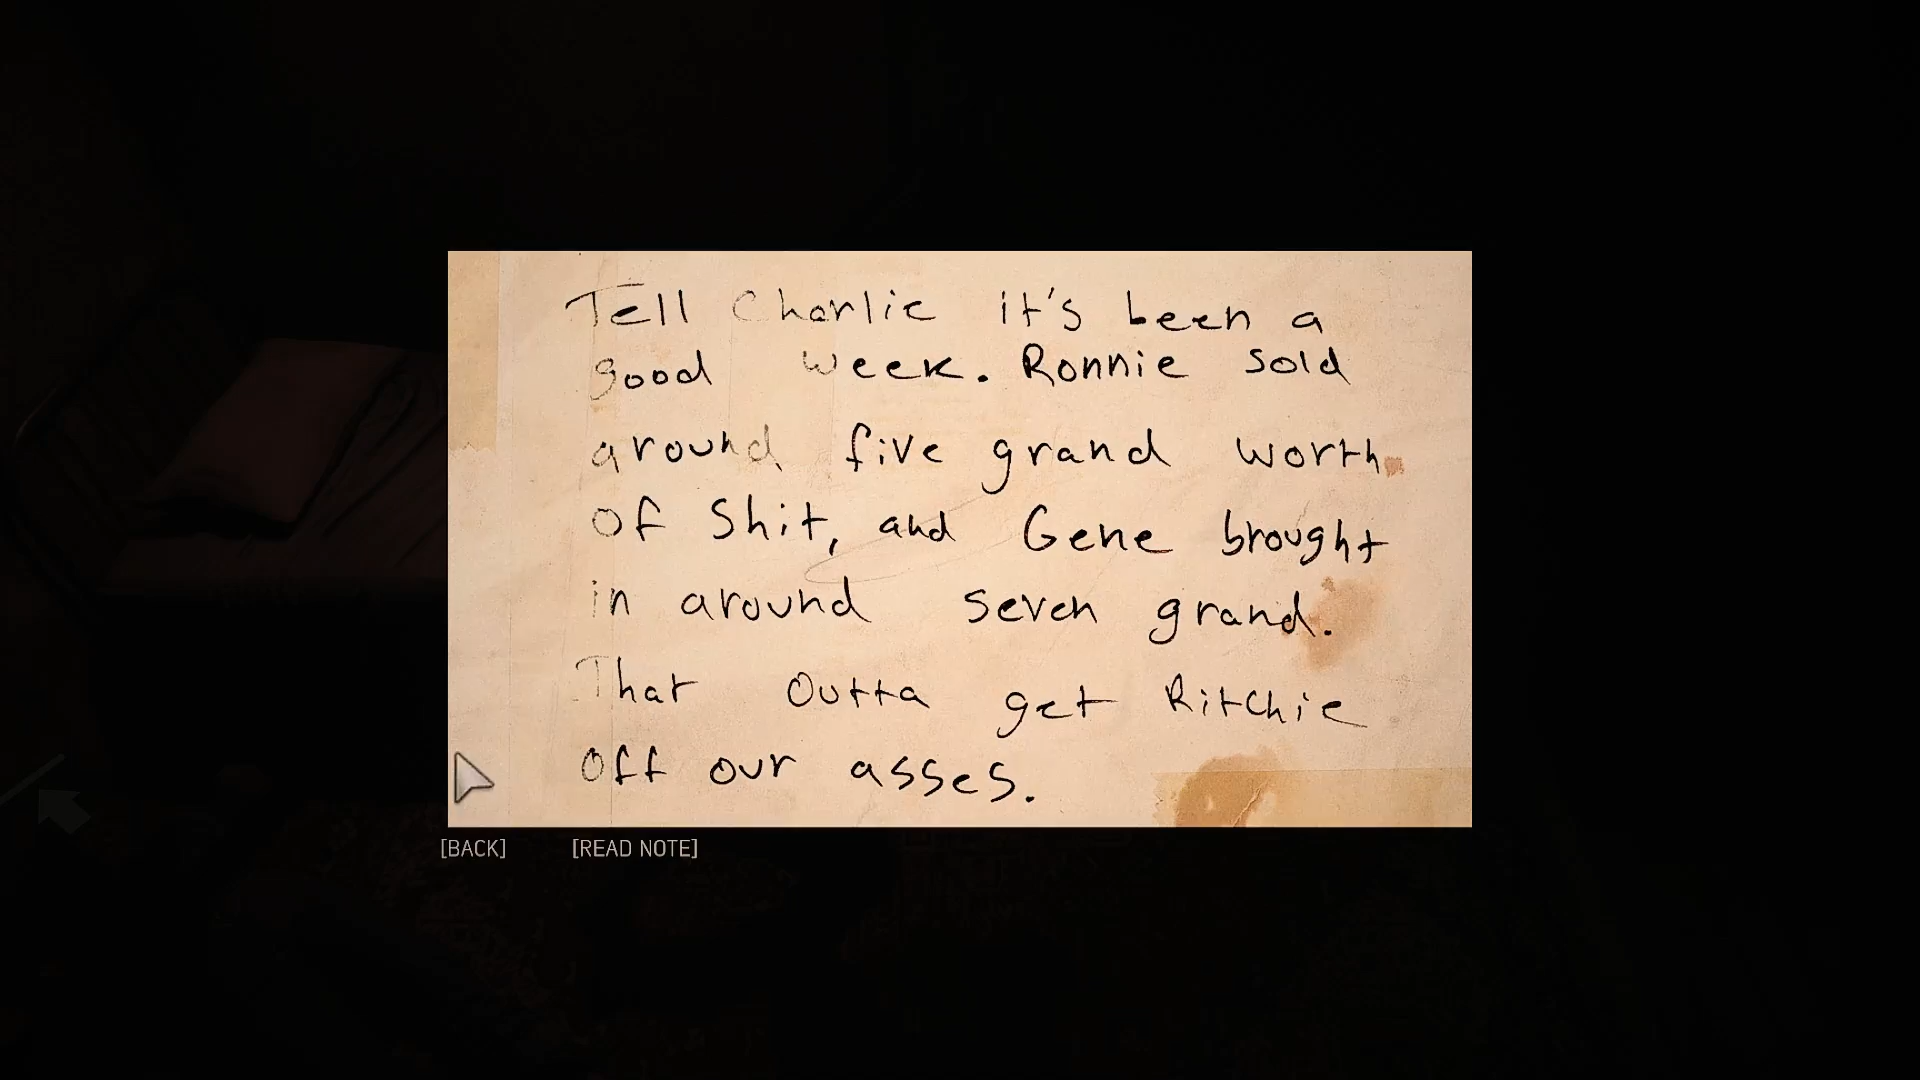 Tell Charlie it's been a
good week. Ronnie sold
around five grand worth
of Shit, and Gene brought
in around seven grand.
That Outta get Ritchie
Off our asses.
[BACK] [READ NOTE]